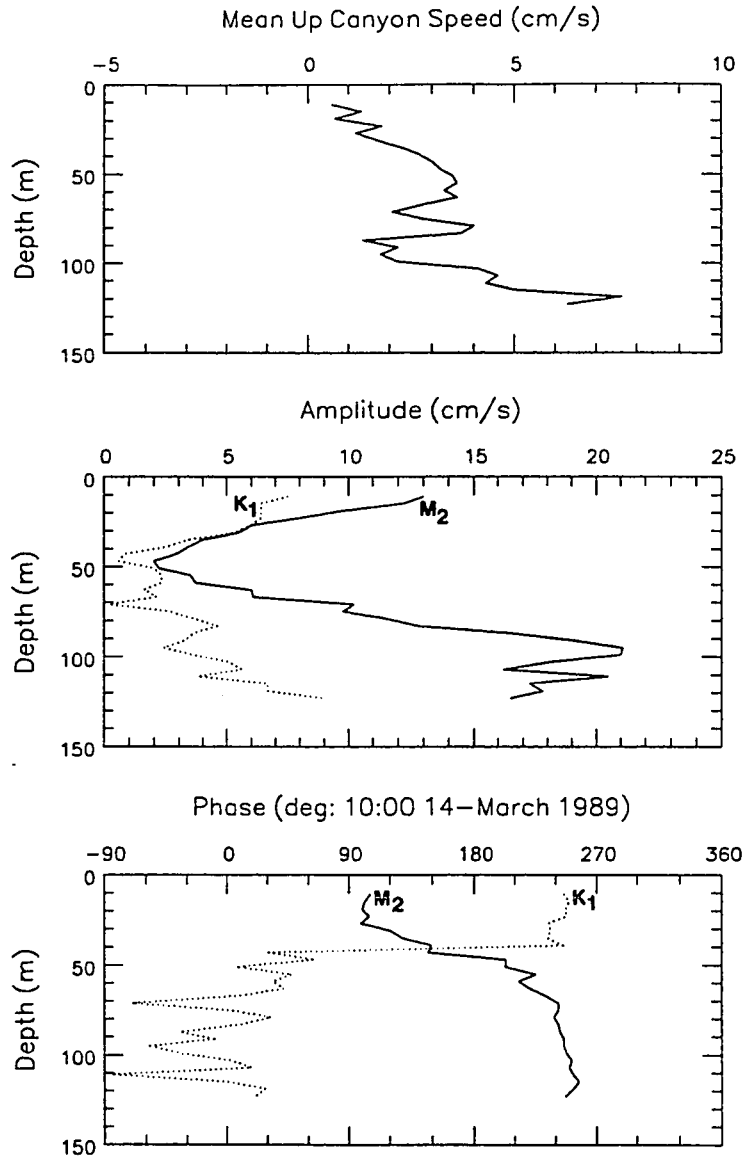 Mean Up Canyon Speed (cm/s)
-5 0 5 10
0
50
100
150
Depth (m)
Amplitude (cm/s)
0 5 10 15 20 25
0
50
100
150
Depth (m)
K1
M2
Phase (deg: 10:00 14-March 1989)
-90 0 90 180 270 360
0
50
100
150
Depth (m)
M2
K1